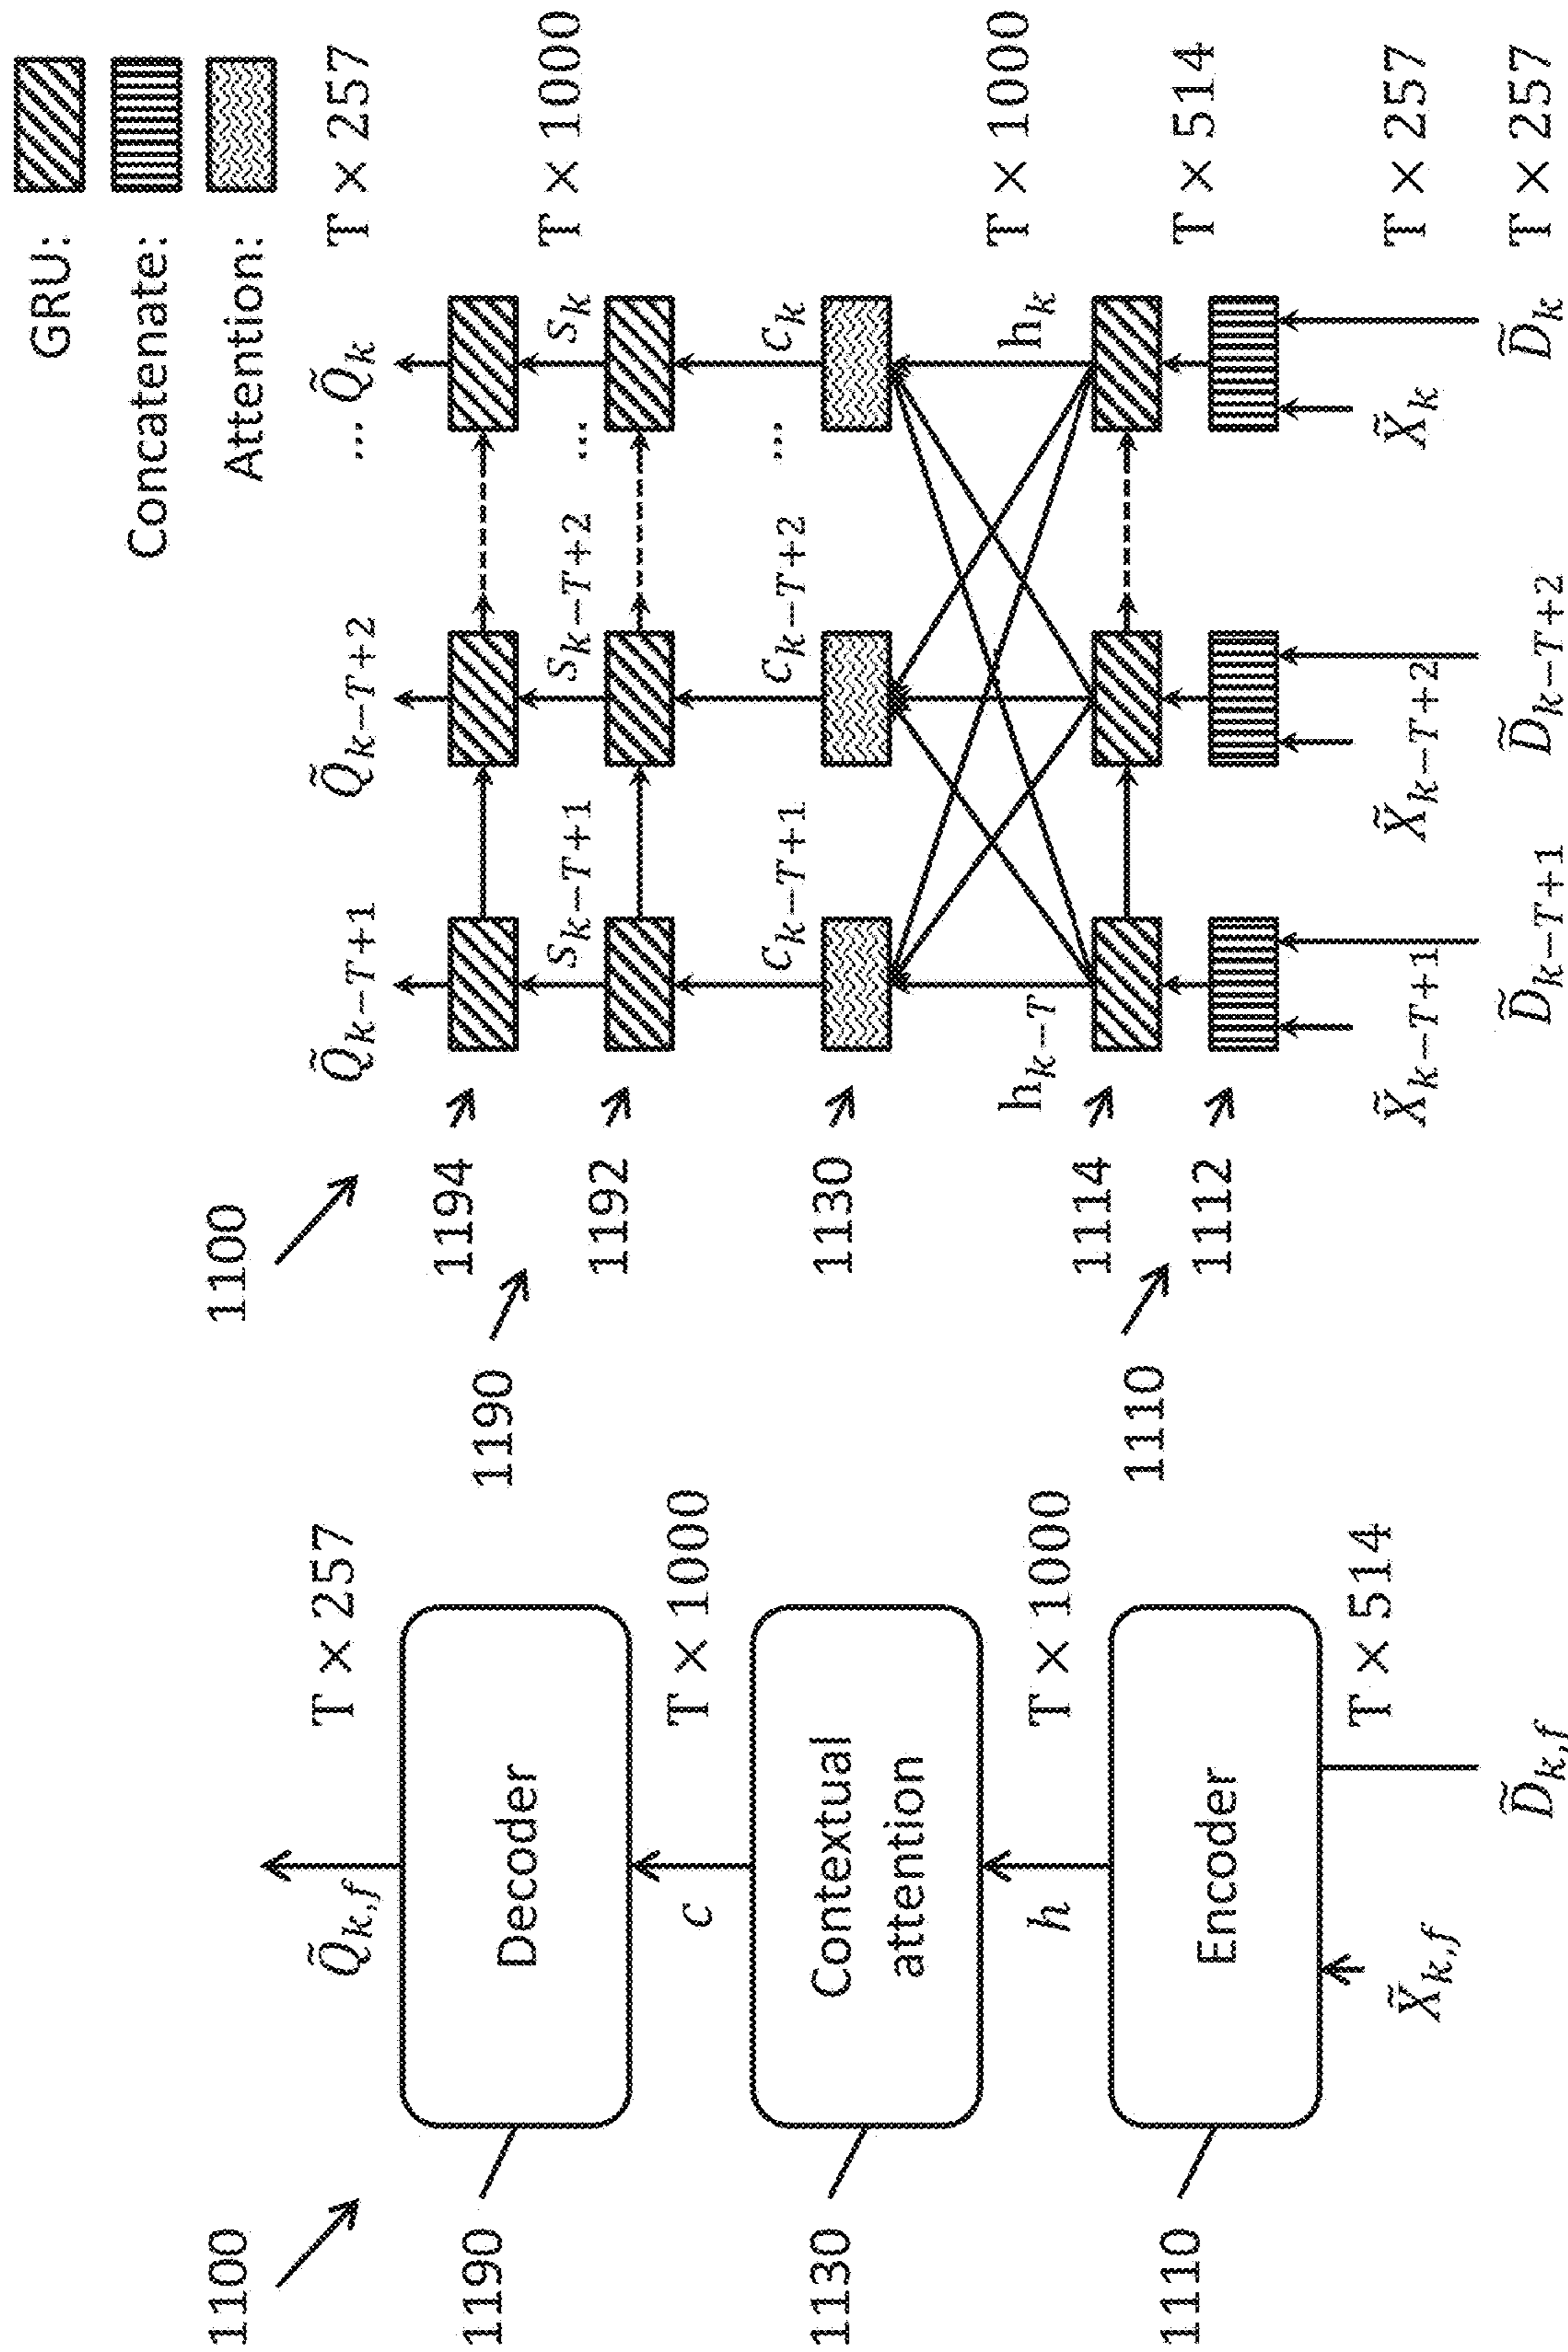 1100
Q̃k,f
T × 257
1190
Decoder
c
T × 1000
1130
Contextual
attention
h
T × 1000
1110
Encoder
T × 514
X̃k,f
D̃k,f
GRU:
Concatenate:
Attention:
1100
Q̃k−T+1
Q̃k−T+2
... Q̃k
T × 257
1194
1190
sk−T+1
sk−T+2
... sk
T × 1000
1192
ck−T+1
ck−T+2
... ck
1130
hk−T
hk
T × 1000
1114
1110
T × 514
1112
X̃k−T+1
X̃k−T+2
X̃k
T × 257
D̃k−T+1
D̃k−T+2
D̃k
T × 257